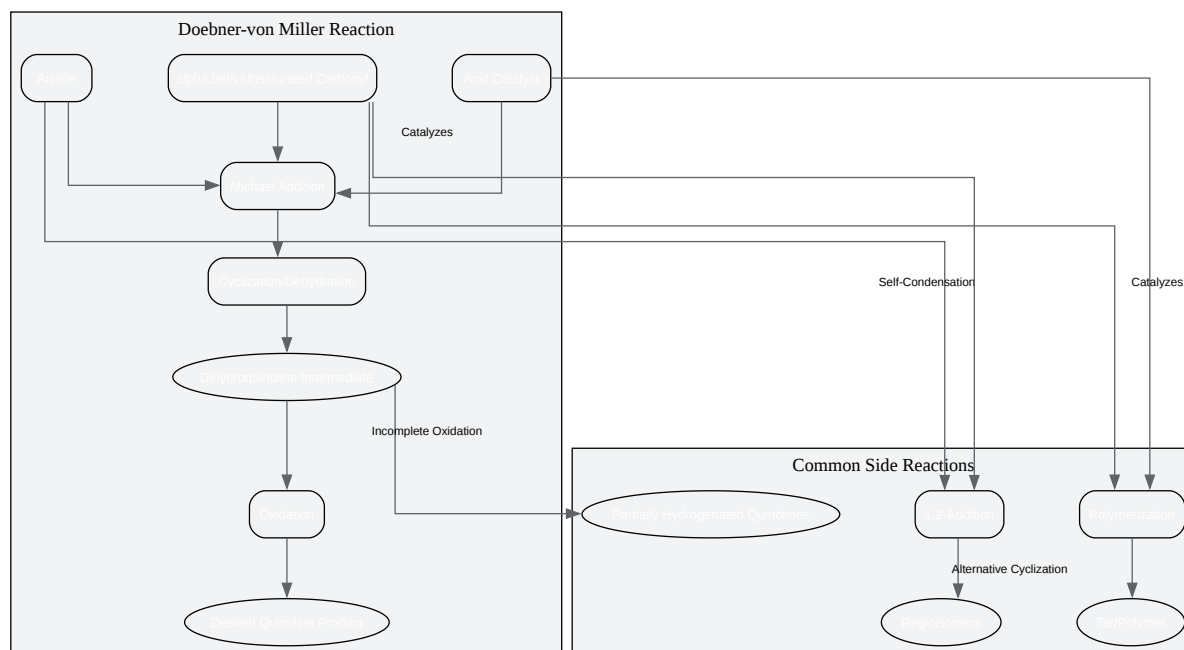 Doebner-von Miller Reaction
Aniline
alpha,beta-Unsaturated Carbonyl
Acid Catalyst
Catalyzes
Michael Addition
Cyclization/Dehydration
Self-Condensation
Catalyzes
Dihydroquinoline Intermediate
Incomplete Oxidation
Common Side Reactions
Oxidation
Partially Hydrogenated Quinolines
1,2-Addition
Polymerization
Alternative Cyclization
Desired Quinoline Product
Regioisomers
Tar/Polymer